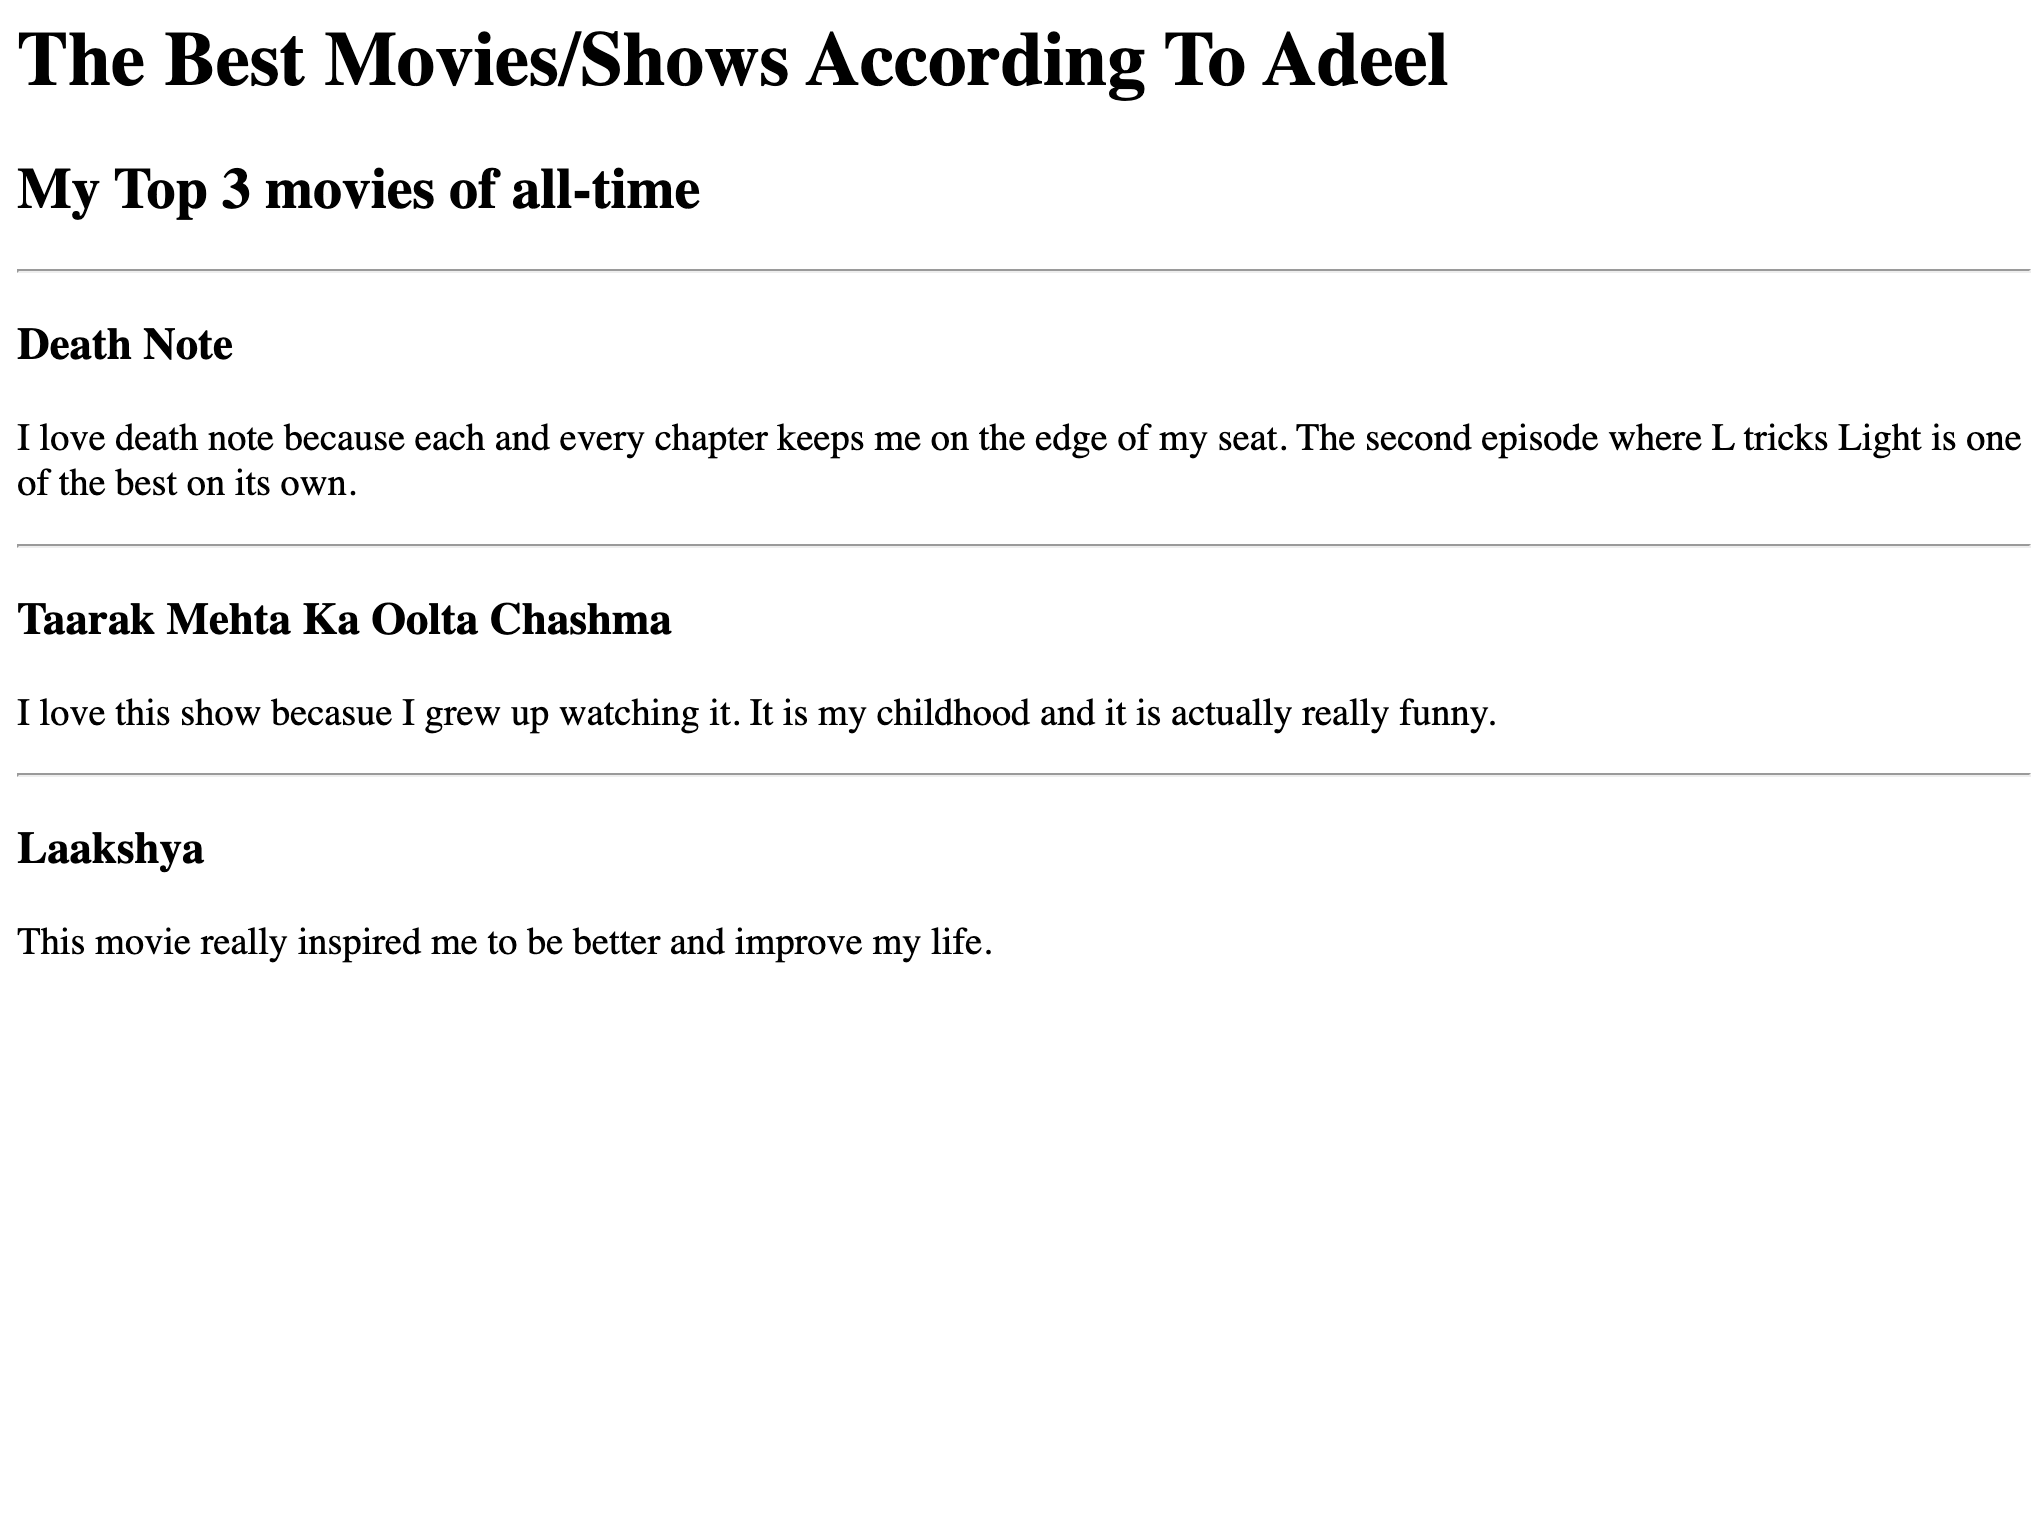 The Best Movies/Shows According To Adeel
My Top 3 movies of all-time
Death Note
I love death note because each and every chapter keeps me on the edge of my seat. The second episode where L tricks Light is one
of the best on its own.
Taarak Mehta Ka Oolta Chashma
I love this show becasue I grew up watching it. It is my childhood and it is actually really funny.
Laakshya
This movie really inspired me to be better and improve my life.